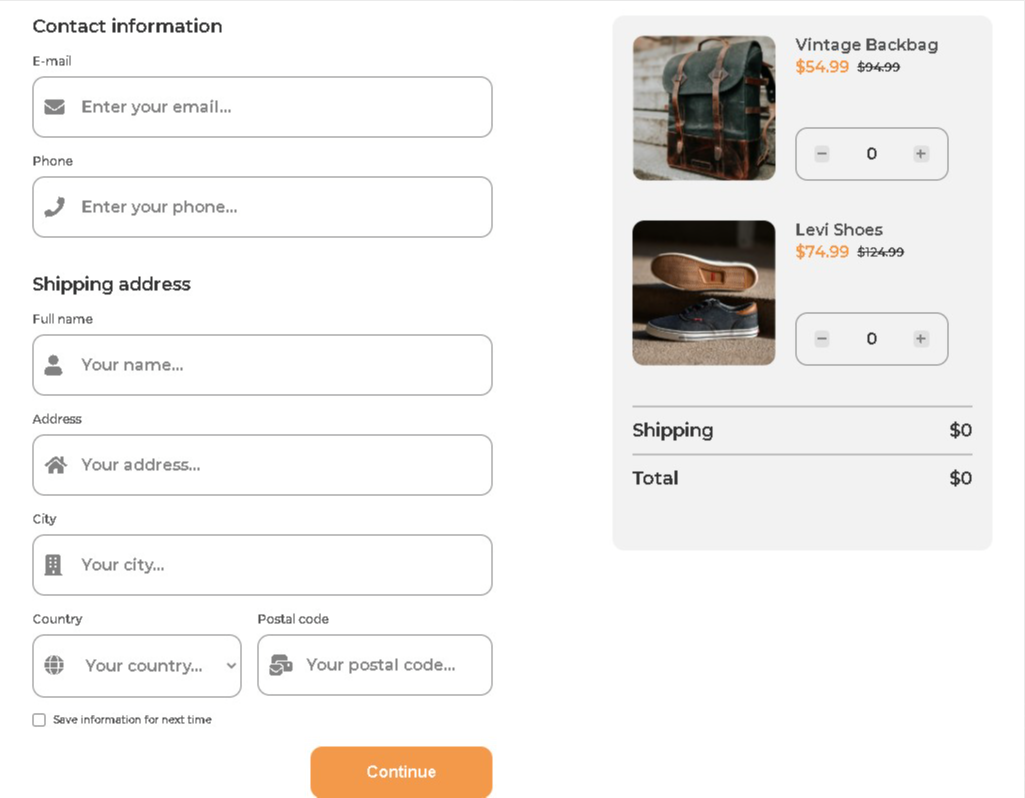 Contact information
E-mail
Enter your email...
Phone
Enter your phone...
Shipping address
Full name
Your name...
Address
Your address...
City
Your city...
Country
Your country...
Postal code
Your postal code...
Save information for next time
Continue
Vintage Backbag
$54.99 $94.99
− 0 +
Levi Shoes
$74.99 $124.99
− 0 +
Shipping $0
Total $0